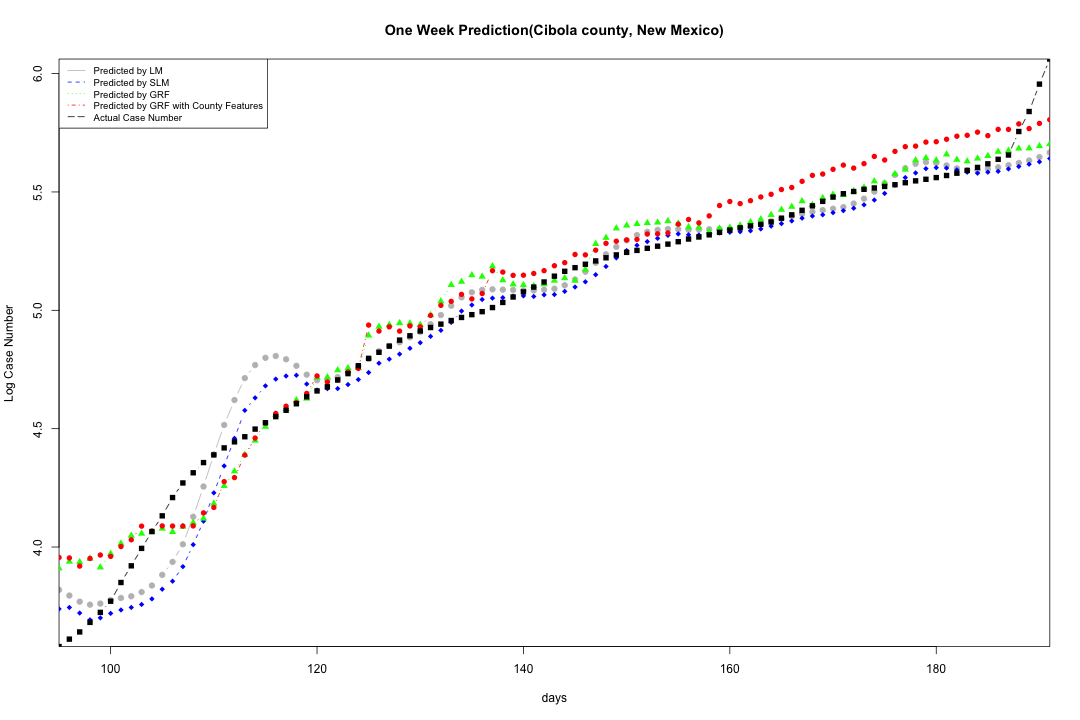 One Week Prediction(Cibola county, New Mexico)
Predicted by LM
Predicted by SLM
Predicted by GRF
Predicted by GRF with County Features
Actual Case Number
Log Case Number
6.0
5.5
5.0
4.5
4.0
100 120 140 160 180
days